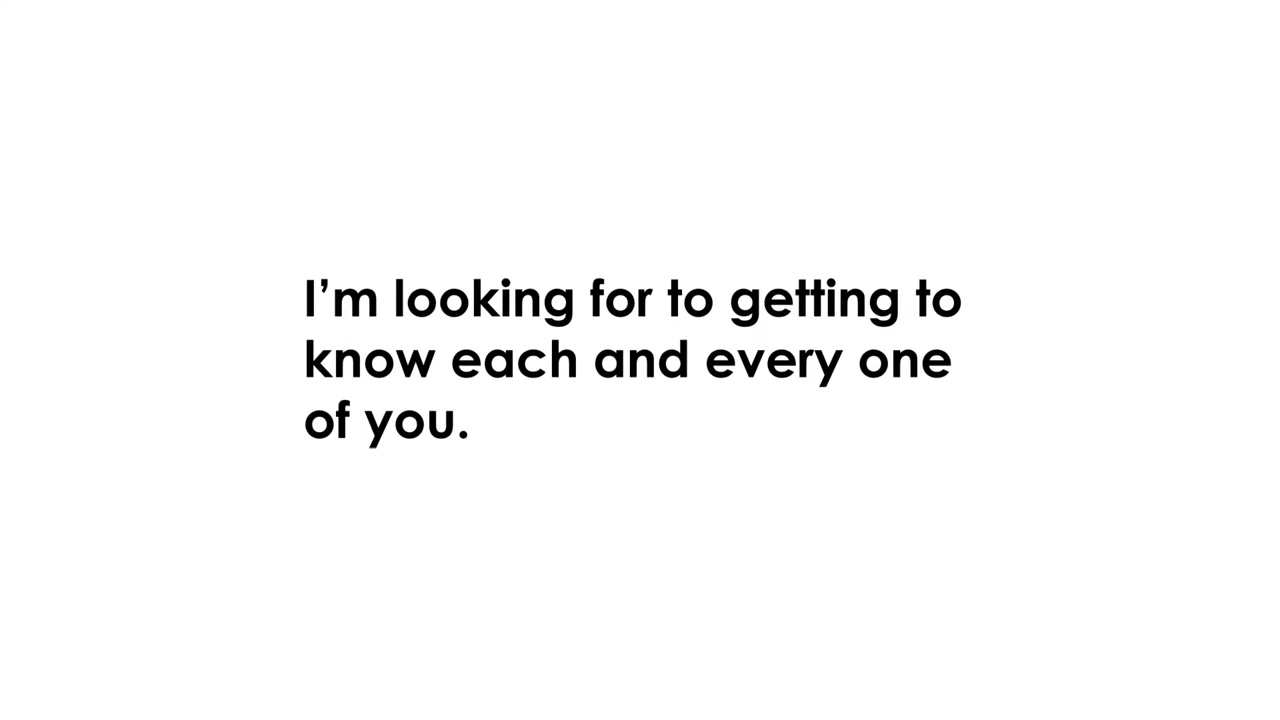 I’m looking for to getting to
know each and every one
of you.